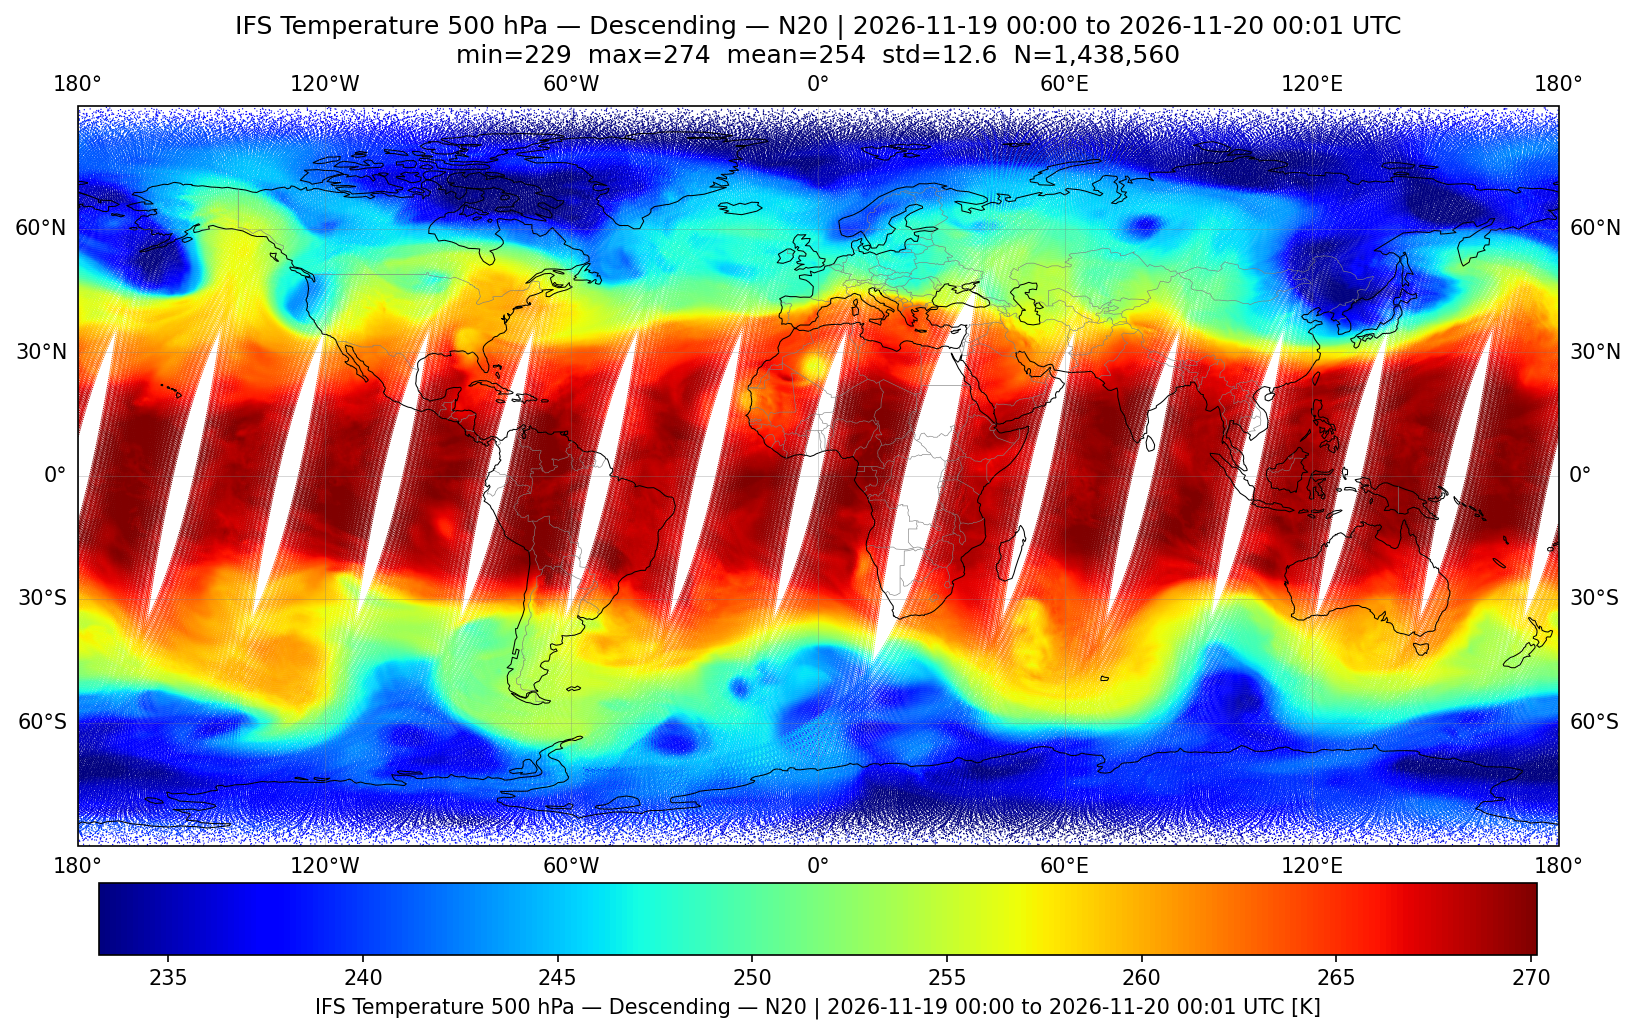 IFS Temperature 500 hPa — Descending — N20 | 2026-11-19 00:00 to 2026-11-20 00:01 UTC
min=229  max=274  mean=254  std=12.6  N=1,438,560
180° 120°W 60°W 0° 60°E 120°E 180°
60°N 60°N
30°N 30°N
0° 0°
30°S 30°S
60°S 60°S
180° 120°W 60°W 0° 60°E 120°E 180°
235 240 245 250 255 260 265 270
IFS Temperature 500 hPa — Descending — N20 | 2026-11-19 00:00 to 2026-11-20 00:01 UTC [K]